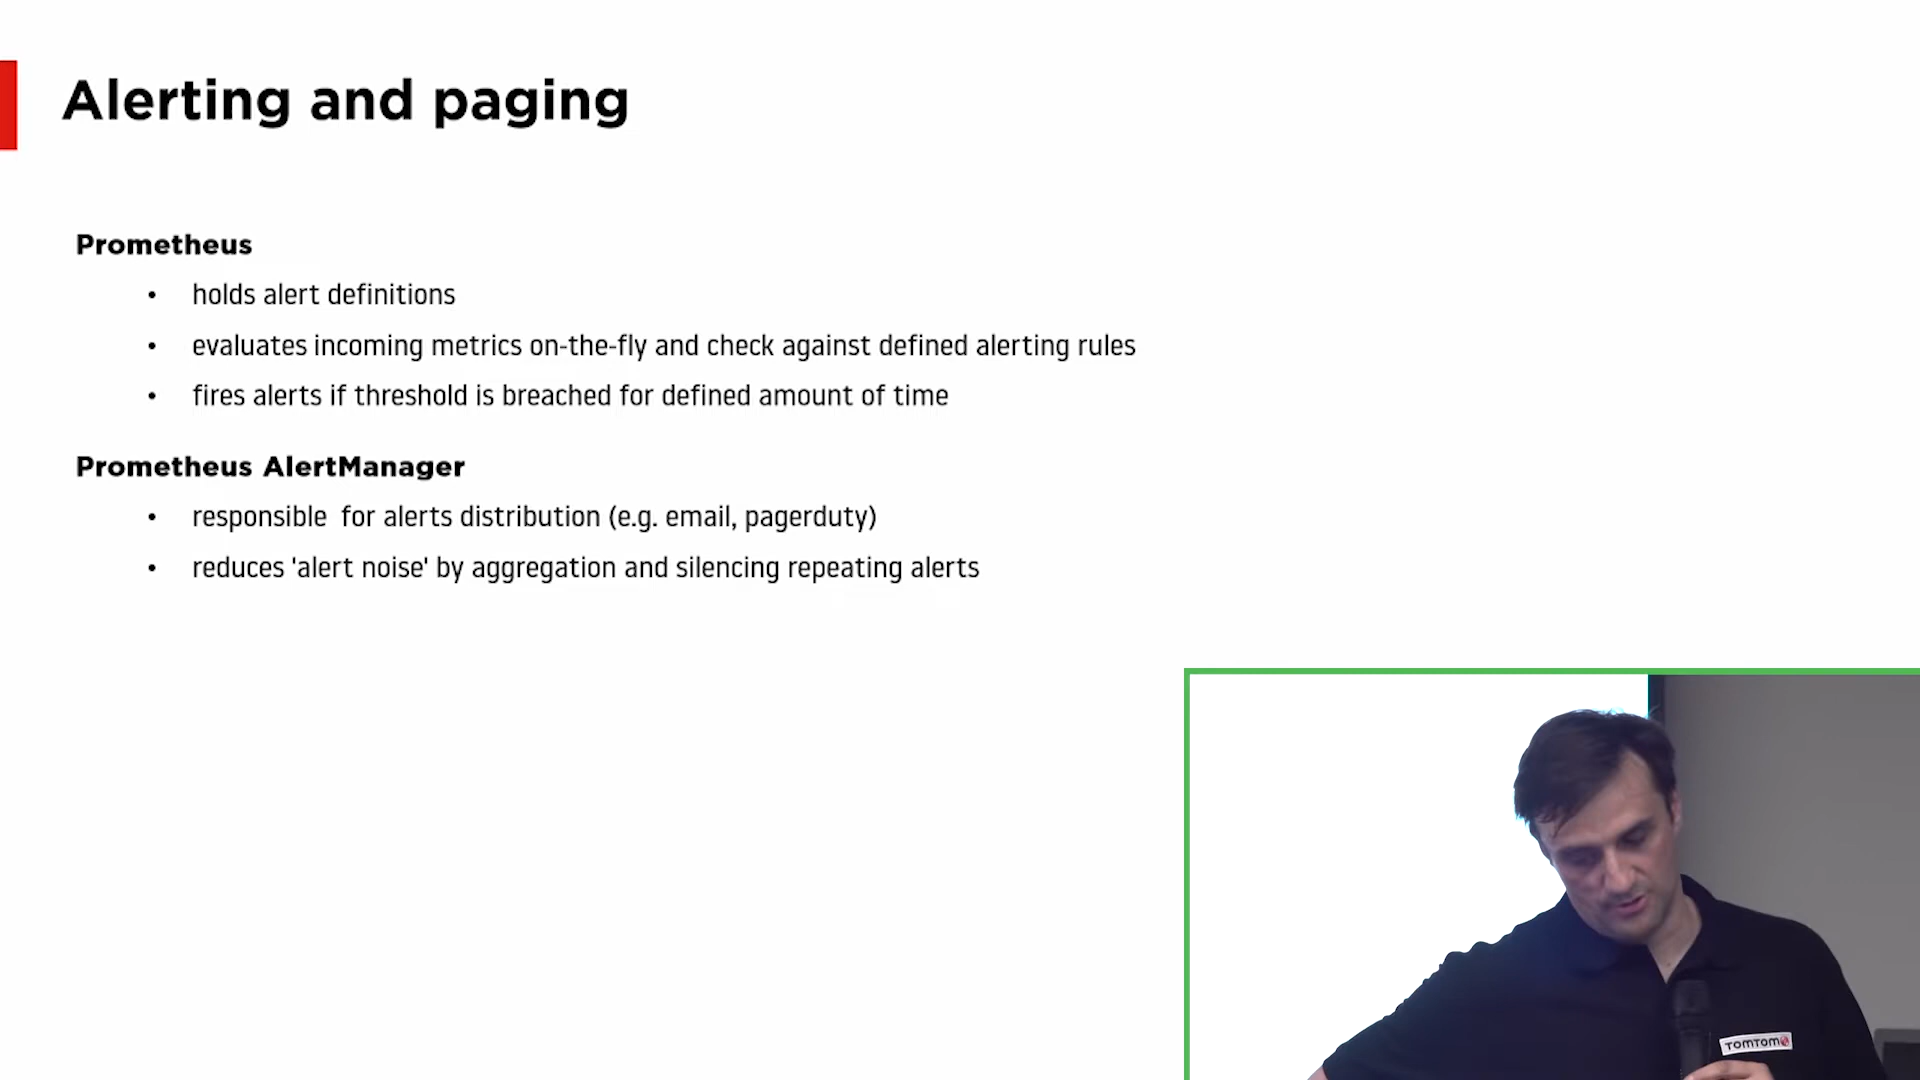 Alerting and paging
Prometheus
• holds alert definitions
• evaluates incoming metrics on-the-fly and check against defined alerting rules
• fires alerts if threshold is breached for defined amount of time
Prometheus AlertManager
• responsible  for alerts distribution (e.g. email, pagerduty)
• reduces 'alert noise' by aggregation and silencing repeating alerts
TOMTOM